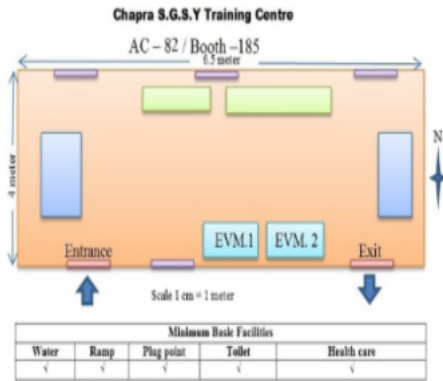 Chapra S.G.S.Y Training Centre
AC – 82 / Booth –185
6.5 meter
4 meter
N
EVM.1 EVM. 2
Entrance Exit
Scale 1 cm = 1 meter
Minimum Basic Facilities
Water Ramp Plug point Toilet Health care
√ √ √ √ √